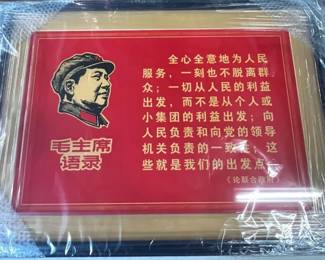 全心全意地为人民
服务，一刻也不脱离群
众；一切从人民的利益
出发，而不是从个人或
小集团的利益出发；向
人民负责和向党的领导
机关负责的一致性；这
些就是我们的出发点。
《论联合政府》
毛主席
语录